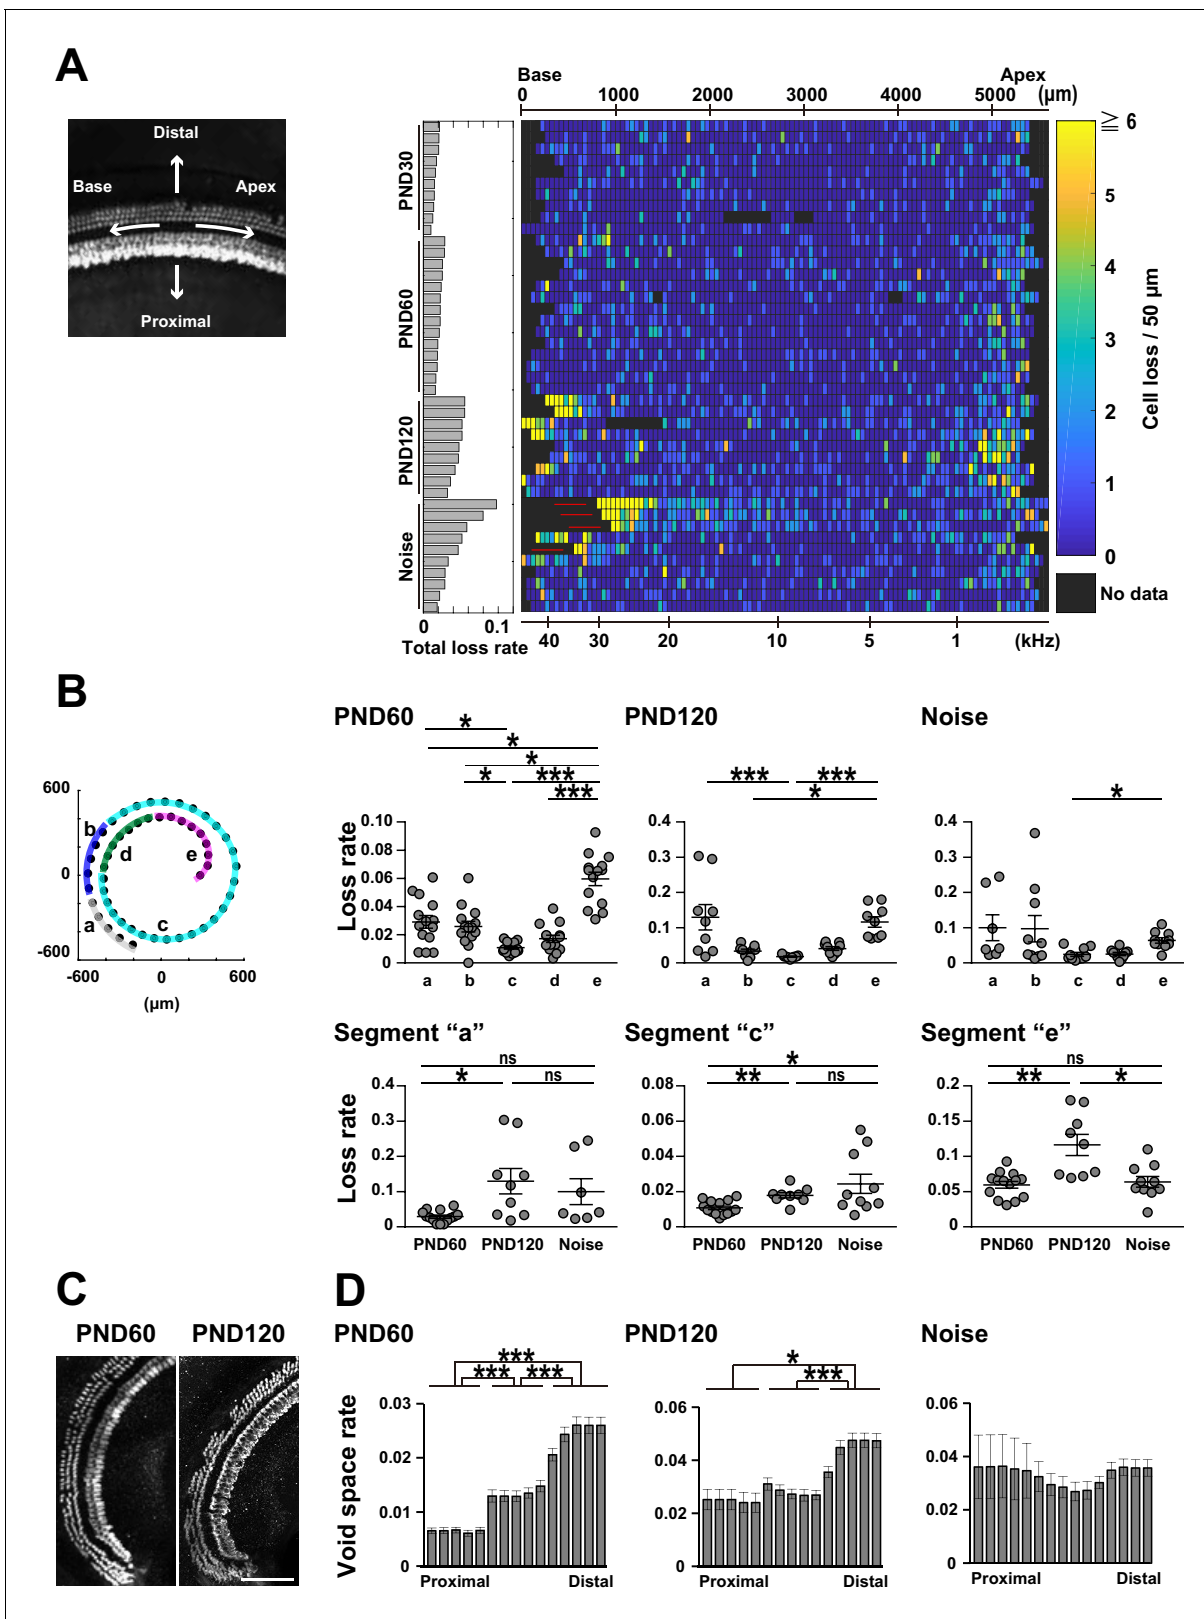 A
Distal
Base
Apex
Proximal
Base
Apex
0 1000 2000 3000 4000 5000 (µm)
PND30
PND60
PND120
Noise
0 0.1
Total loss rate
40 30 20 10 5 1 (kHz)
≧ 6
5
4
3
2
1
0
Cell loss / 50 µm
No data
B
600
0
-600
-600 0 600
(µm)
a
b
c
d
e
PND60
*
*
*
* ***
***
Loss rate
0.10
0.08
0.06
0.04
0.02
0
a b c d e
PND120
*** ***
*
0.4
0.3
0.2
0.1
0
a b c d e
Noise
*
0.4
0.3
0.2
0.1
0
a b c d e
Segment “a”
ns
* ns
Loss rate
0.4
0.3
0.2
0.1
0
PND60 PND120 Noise
Segment “c”
*
** ns
0.08
0.06
0.04
0.02
0
PND60 PND120 Noise
Segment “e”
ns
** *
0.2
0.15
0.1
0.05
0
PND60 PND120 Noise
C
PND60 PND120
D
PND60
***
*** ***
Void space rate
0.03
0.02
0.01
0
Proximal Distal
PND120
*
***
0.06
0.04
0.02
0
Proximal Distal
Noise
0.06
0.04
0.02
0
Proximal Distal